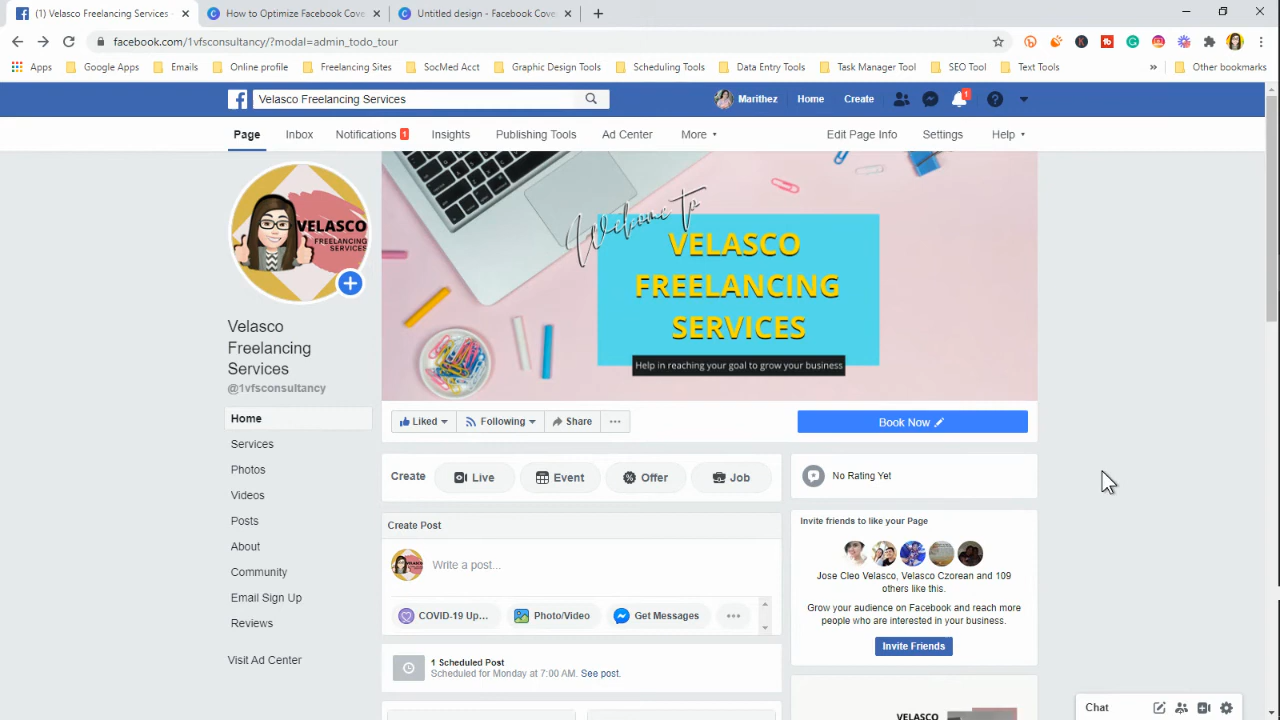 (1) Velasco Freelancing Services -
How to Optimize Facebook Cove
Untitled design - Facebook Cove
facebook.com/1vfsconsultancy/?modal=admin_todo_tour
Apps Google Apps Emails Online profile Freelancing Sites SocMed Acct Graphic Design Tools Scheduling Tools Data Entry Tools Task Manager Tool SEO Tool Text Tools » Other bookmarks
Velasco Freelancing Services
Marithez Home Create 1
Page Inbox Notifications 1 Insights Publishing Tools Ad Center More Edit Page Info Settings Help
VELASCO
FREELANCING
SERVICES
Welcome to
VELASCO
FREELANCING
SERVICES
Help in reaching your goal to grow your business
Velasco
Freelancing
Services
@1vfsconsultancy
Home
Services
Photos
Videos
Posts
About
Community
Email Sign Up
Reviews
Visit Ad Center
Liked Following Share ...
Book Now
Create Live Event Offer Job
Create Post
Write a post...
COVID-19 Up... Photo/Video Get Messages ...
1 Scheduled Post
Scheduled for Monday at 7:00 AM. See post.
No Rating Yet
Invite friends to like your Page
Jose Cleo Velasco, Velasco Czorean and 109
others like this.
Grow your audience on Facebook and reach more
people who are interested in your business.
Invite Friends
VELASCO
Chat